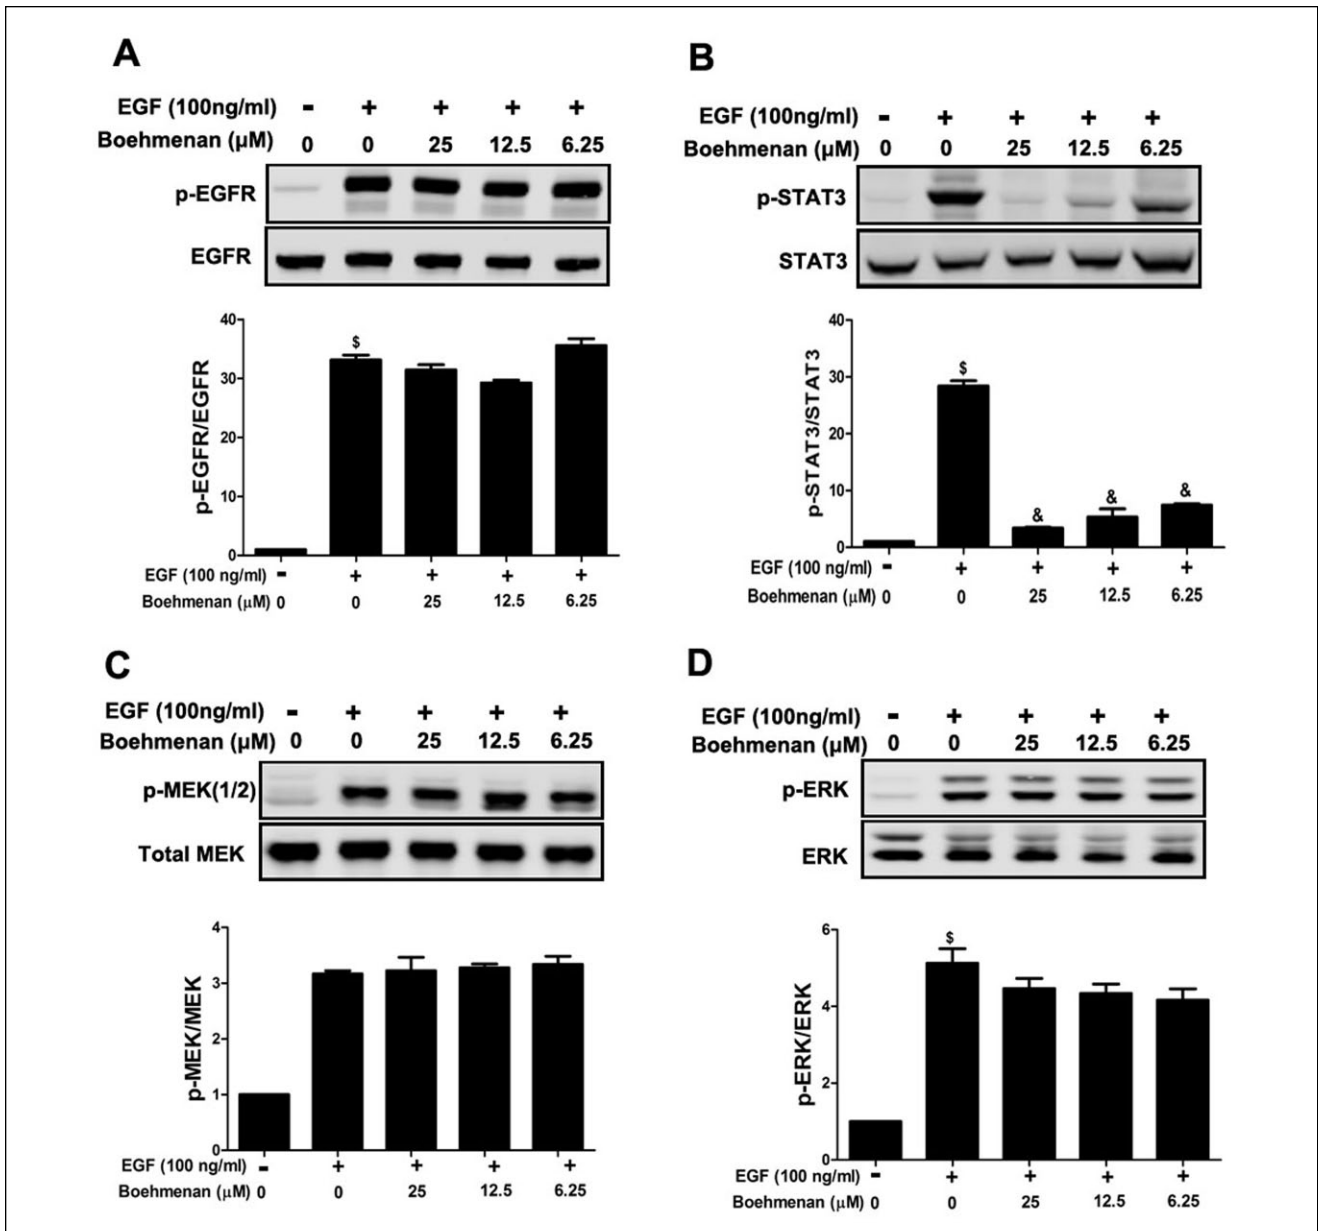 A
EGF (100ng/ml) - + + + +
Boehmenan (µM) 0 0 25 12.5 6.25
p-EGFR
EGFR
p-EGFR/EGFR
40
30
20
10
0
$
EGF (100 ng/ml) - + + + +
Boehmenan (µM) 0 0 25 12.5 6.25
B
EGF (100ng/ml) - + + + +
Boehmenan (µM) 0 0 25 12.5 6.25
p-STAT3
STAT3
p-STAT3/STAT3
40
30
20
10
0
$ & & &
EGF (100 ng/ml) - + + + +
Boehmenan (µM) 0 0 25 12.5 6.25
C
EGF (100ng/ml) - + + + +
Boehmenan (µM) 0 0 25 12.5 6.25
p-MEK(1/2)
Total MEK
p-MEK/MEK
4
3
2
1
0
EGF (100 ng/ml) - + + + +
Boehmenan (µM) 0 0 25 12.5 6.25
D
EGF (100ng/ml) - + + + +
Boehmenan (µM) 0 0 25 12.5 6.25
p-ERK
ERK
p-ERK/ERK
6
4
2
0
$
EGF (100 ng/ml) - + + + +
Boehmenan (µM) 0 0 25 12.5 6.25